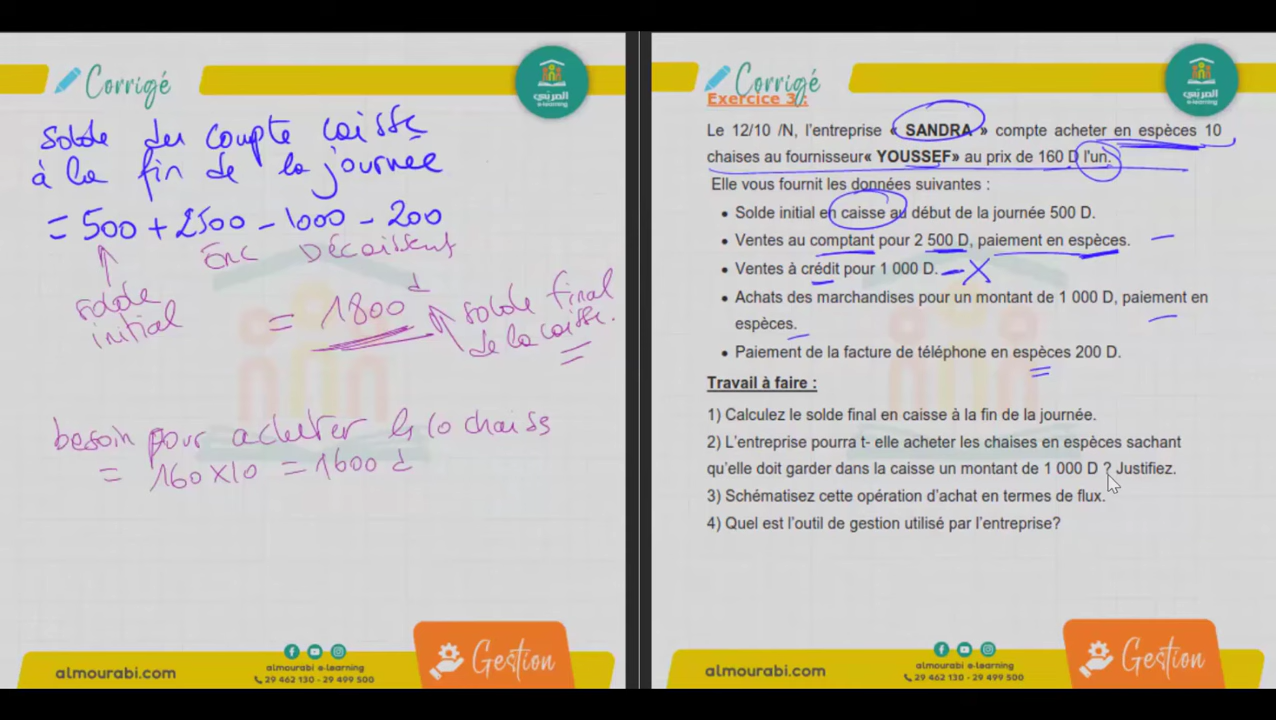 Corrigé
المربي
e-learning
solde du compte caisse
à la fin de la journée
= 500 + 2500 - 1000 - 200
Enc Décaissent
solde
initial
= 1800 d
solde final
de la caisse.
besoin pour acheter les 10 chaises
= 160 x 10 = 1600 d
almourabi.com
almourabi e-learning
29 462 130 - 29 499 500
Gestion
Corrigé
المربي
e-learning
Exercice 3 :
Le 12/10 /N, l'entreprise « SANDRA » compte acheter en espèces 10
chaises au fournisseur« YOUSSEF» au prix de 160 D l'un.
Elle vous fournit les données suivantes :
• Solde initial en caisse au début de la journée 500 D.
• Ventes au comptant pour 2 500 D, paiement en espèces.
• Ventes à crédit pour 1 000 D.
• Achats des marchandises pour un montant de 1 000 D, paiement en
espèces.
• Paiement de la facture de téléphone en espèces 200 D.
Travail à faire :
1) Calculez le solde final en caisse à la fin de la journée.
2) L'entreprise pourra t- elle acheter les chaises en espèces sachant
qu'elle doit garder dans la caisse un montant de 1 000 D ? Justifiez.
3) Schématisez cette opération d'achat en termes de flux.
4) Quel est l'outil de gestion utilisé par l'entreprise?
almourabi.com
almourabi e-learning
29 462 130 - 29 499 500
Gestion